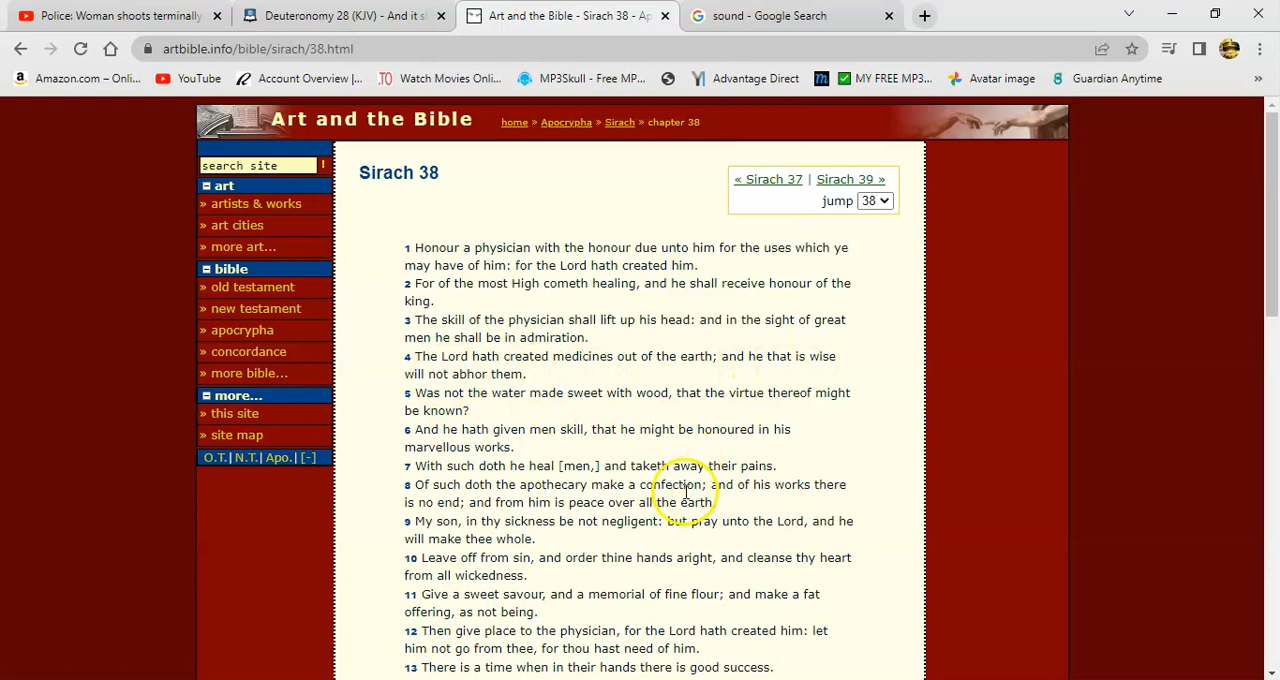 Police: Woman shoots terminally
Deuteronomy 28 (KJV) - And it s
Art and the Bible - Sirach 38 - Ap
sound - Google Search
artbible.info/bible/sirach/38.html
Amazon.com – Onli...
YouTube
Account Overview |...
Watch Movies Onli...
MP3Skull - Free MP...
Advantage Direct
MY FREE MP3...
Avatar image
Guardian Anytime
»
Art and the Bible
home » Apocrypha » Sirach » chapter 38
search site !
art
» artists & works
» art cities
» more art...
bible
» old testament
» new testament
» apocrypha
» concordance
» more bible...
more...
» this site
» site map
O.T.| N.T.| Apo. [-]
Sirach 38
« Sirach 37 | Sirach 39 »
jump 38
1 Honour a physician with the honour due unto him for the uses which ye
may have of him: for the Lord hath created him.
2 For of the most High cometh healing, and he shall receive honour of the
king.
3 The skill of the physician shall lift up his head: and in the sight of great
men he shall be in admiration.
4 The Lord hath created medicines out of the earth; and he that is wise
will not abhor them.
5 Was not the water made sweet with wood, that the virtue thereof might
be known?
6 And he hath given men skill, that he might be honoured in his
marvellous works.
7 With such doth he heal [men,] and taketh away their pains.
8 Of such doth the apothecary make a confection; and of his works there
is no end; and from him is peace over all the earth
9 My son, in thy sickness be not negligent: but pray unto the Lord, and he
will make thee whole.
10 Leave off from sin, and order thine hands aright, and cleanse thy heart
from all wickedness.
11 Give a sweet savour, and a memorial of fine flour; and make a fat
offering, as not being.
12 Then give place to the physician, for the Lord hath created him: let
him not go from thee, for thou hast need of him.
13 There is a time when in their hands there is good success.